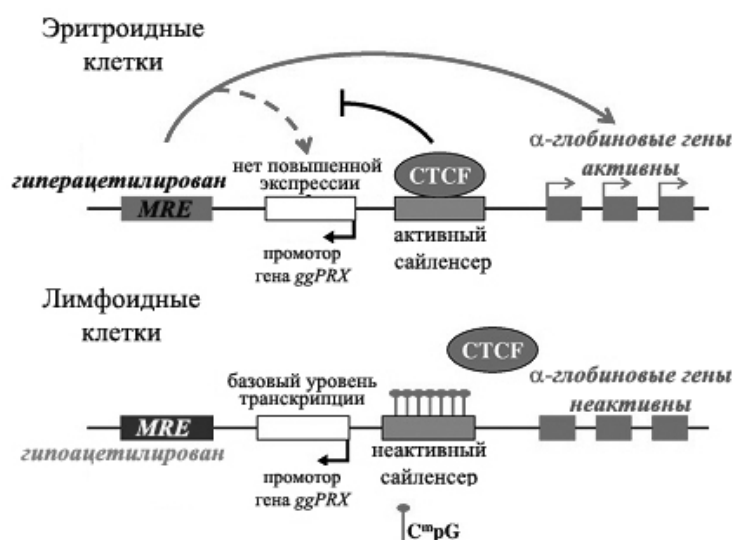 Эритроидные
клетки
нет повышенной
экспрессии
CTCF
α-глобиновые гены
активны
гиперацетилирован
MRE
промотор
гена ggPRX
активный
сайленсер
Лимфоидные
клетки
CTCF
базовый уровень
транскрипции
α-глобиновые гены
неактивны
MRE
гипоацетилирован
промотор
гена ggPRX
неактивный
сайленсер
CᵐpG